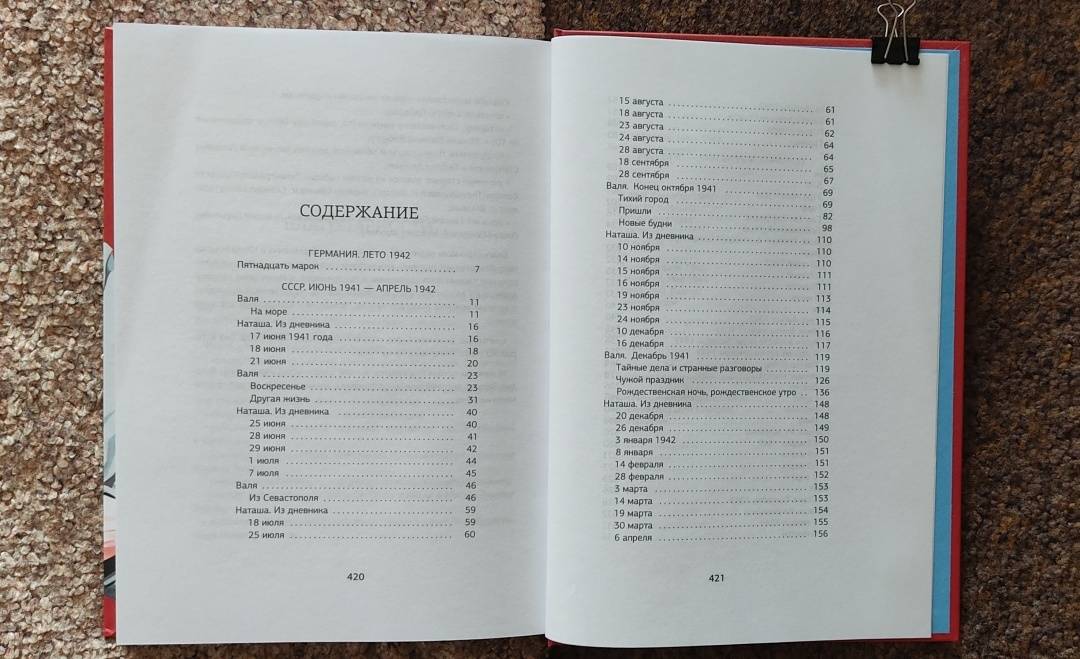 СОДЕРЖАНИЕ
ГЕРМАНИЯ. ЛЕТО 1942
Пятнадцать марок ........ 7
СССР. ИЮНЬ 1941 — АПРЕЛЬ 1942
Валя ........ 11
На море ........ 11
Наташа. Из дневника ........ 16
17 июня 1941 года ........ 16
18 июня ........ 18
21 июня ........ 20
Валя ........ 23
Воскресенье ........ 23
Другая жизнь ........ 31
Наташа. Из дневника ........ 40
25 июня ........ 40
28 июня ........ 41
29 июня ........ 42
1 июля ........ 44
7 июля ........ 45
Валя ........ 46
Из Севастополя ........ 46
Наташа. Из дневника ........ 59
18 июля ........ 59
25 июля ........ 60
420
15 августа ........ 61
18 августа ........ 61
23 августа ........ 62
24 августа ........ 64
28 августа ........ 64
18 сентября ........ 65
28 сентября ........ 67
Валя. Конец октября 1941 ........ 69
Тихий город ........ 69
Пришли ........ 82
Новые будни ........ 98
Наташа. Из дневника ........ 110
10 ноября ........ 110
14 ноября ........ 110
15 ноября ........ 111
16 ноября ........ 111
19 ноября ........ 113
23 ноября ........ 114
24 ноября ........ 115
10 декабря ........ 116
16 декабря ........ 117
Валя. Декабрь 1941 ........ 119
Тайные дела и странные разговоры ........ 119
Чужой праздник ........ 126
Рождественская ночь, рождественское утро .. 136
Наташа. Из дневника ........ 148
20 декабря ........ 148
26 декабря ........ 149
3 января 1942 ........ 150
8 января ........ 151
14 февраля ........ 151
28 февраля ........ 152
3 марта ........ 153
14 марта ........ 153
19 марта ........ 154
30 марта ........ 155
6 апреля ........ 156
421